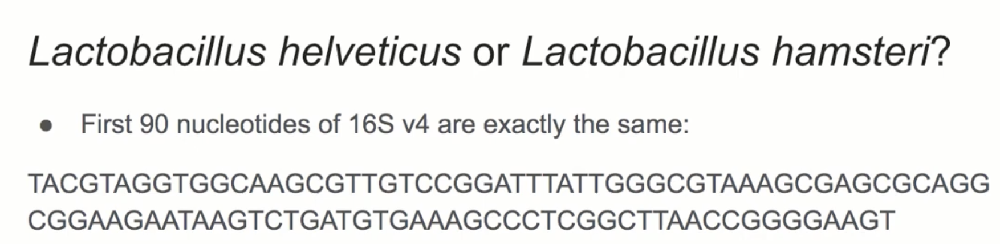 Lactobacillus helveticus or Lactobacillus hamsteri?
● First 90 nucleotides of 16S v4 are exactly the same:
TACGTAGGTGGCAAGCGTTGTCCGGATTTATTGGGCGTAAAGCGAGCGCAGG
CGGAAGAATAAGTCTGATGTGAAAGCCCTCGGCTTAACCGGGGAAGT